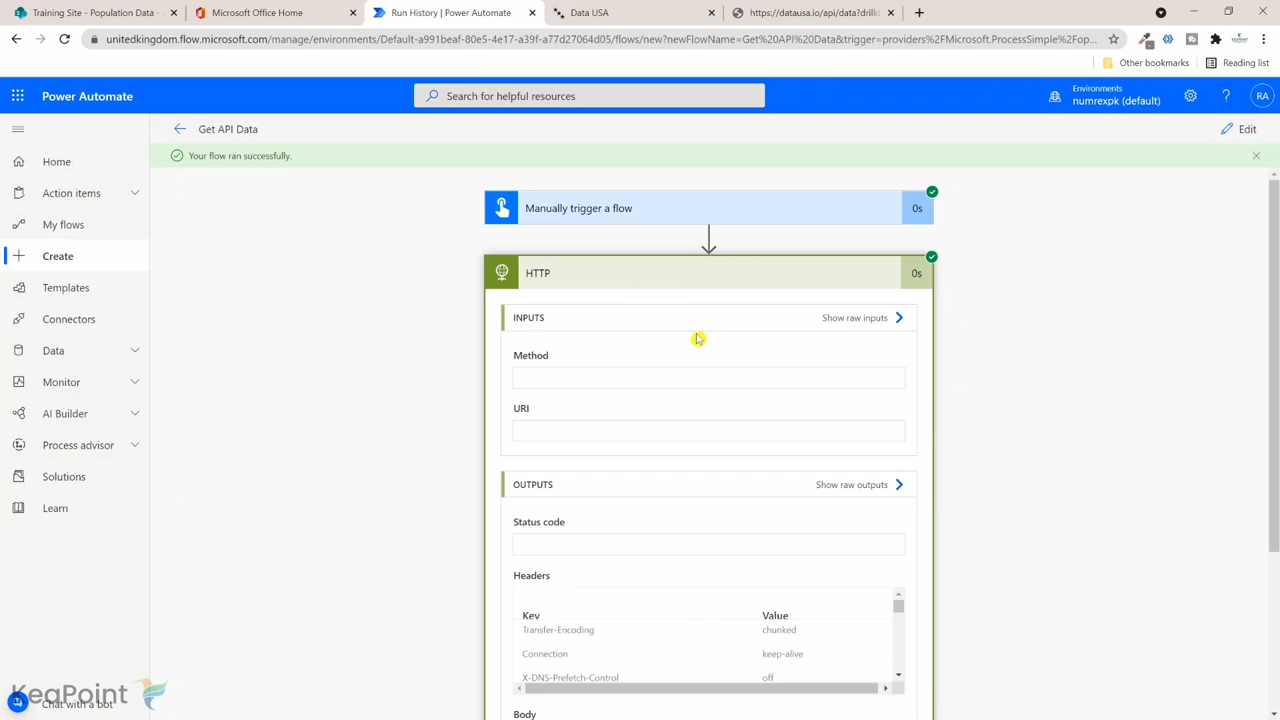 Training Site - Population Data -
Microsoft Office Home
Run History | Power Automate
Data USA
https://datausa.io/api/data?drilld
unitedkingdom.flow.microsoft.com/manage/environments/Default-a991beaf-80e5-4e17-a39f-a77d27064d05/flows/new?newFlowName=Get%20API%20Data&trigger=providers%2FMicrosoft.ProcessSimple%2Fop...
Other bookmarks
Reading list
Power Automate
Search for helpful resources
Environments
numrexpk (default)
RA
Get API Data
Edit
Your flow ran successfully.
Home
Action items
My flows
Create
Templates
Connectors
Data
Monitor
AI Builder
Process advisor
Solutions
Learn
Chat with a bot
KeaPoint
Manually trigger a flow
0s
HTTP
0s
INPUTS
Show raw inputs
Method
URI
OUTPUTS
Show raw outputs
Status code
Headers
Key Value
Transfer-Encoding chunked
Connection keep-alive
X-DNS-Prefetch-Control off
Body